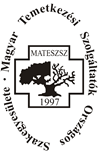 Magyar Temetkezési Szolgáltatók Országos Szakegyesülete •
MATESZSZ
1997